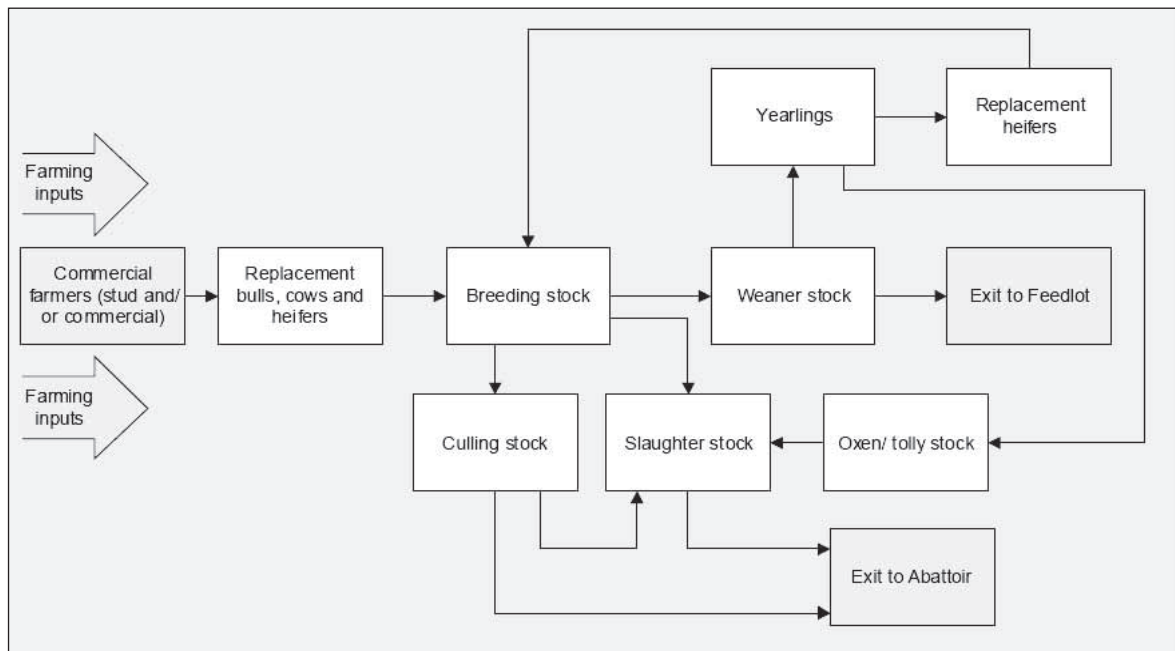 Yearlings
Replacement
heifers
Farming
inputs
Commercial
farmers (stud and/
or commercial)
Replacement
bulls, cows and
heifers
Breeding stock
Weaner stock
Exit to Feedlot
Farming
inputs
Culling stock
Slaughter stock
Oxen/ tolly stock
Exit to Abattoir